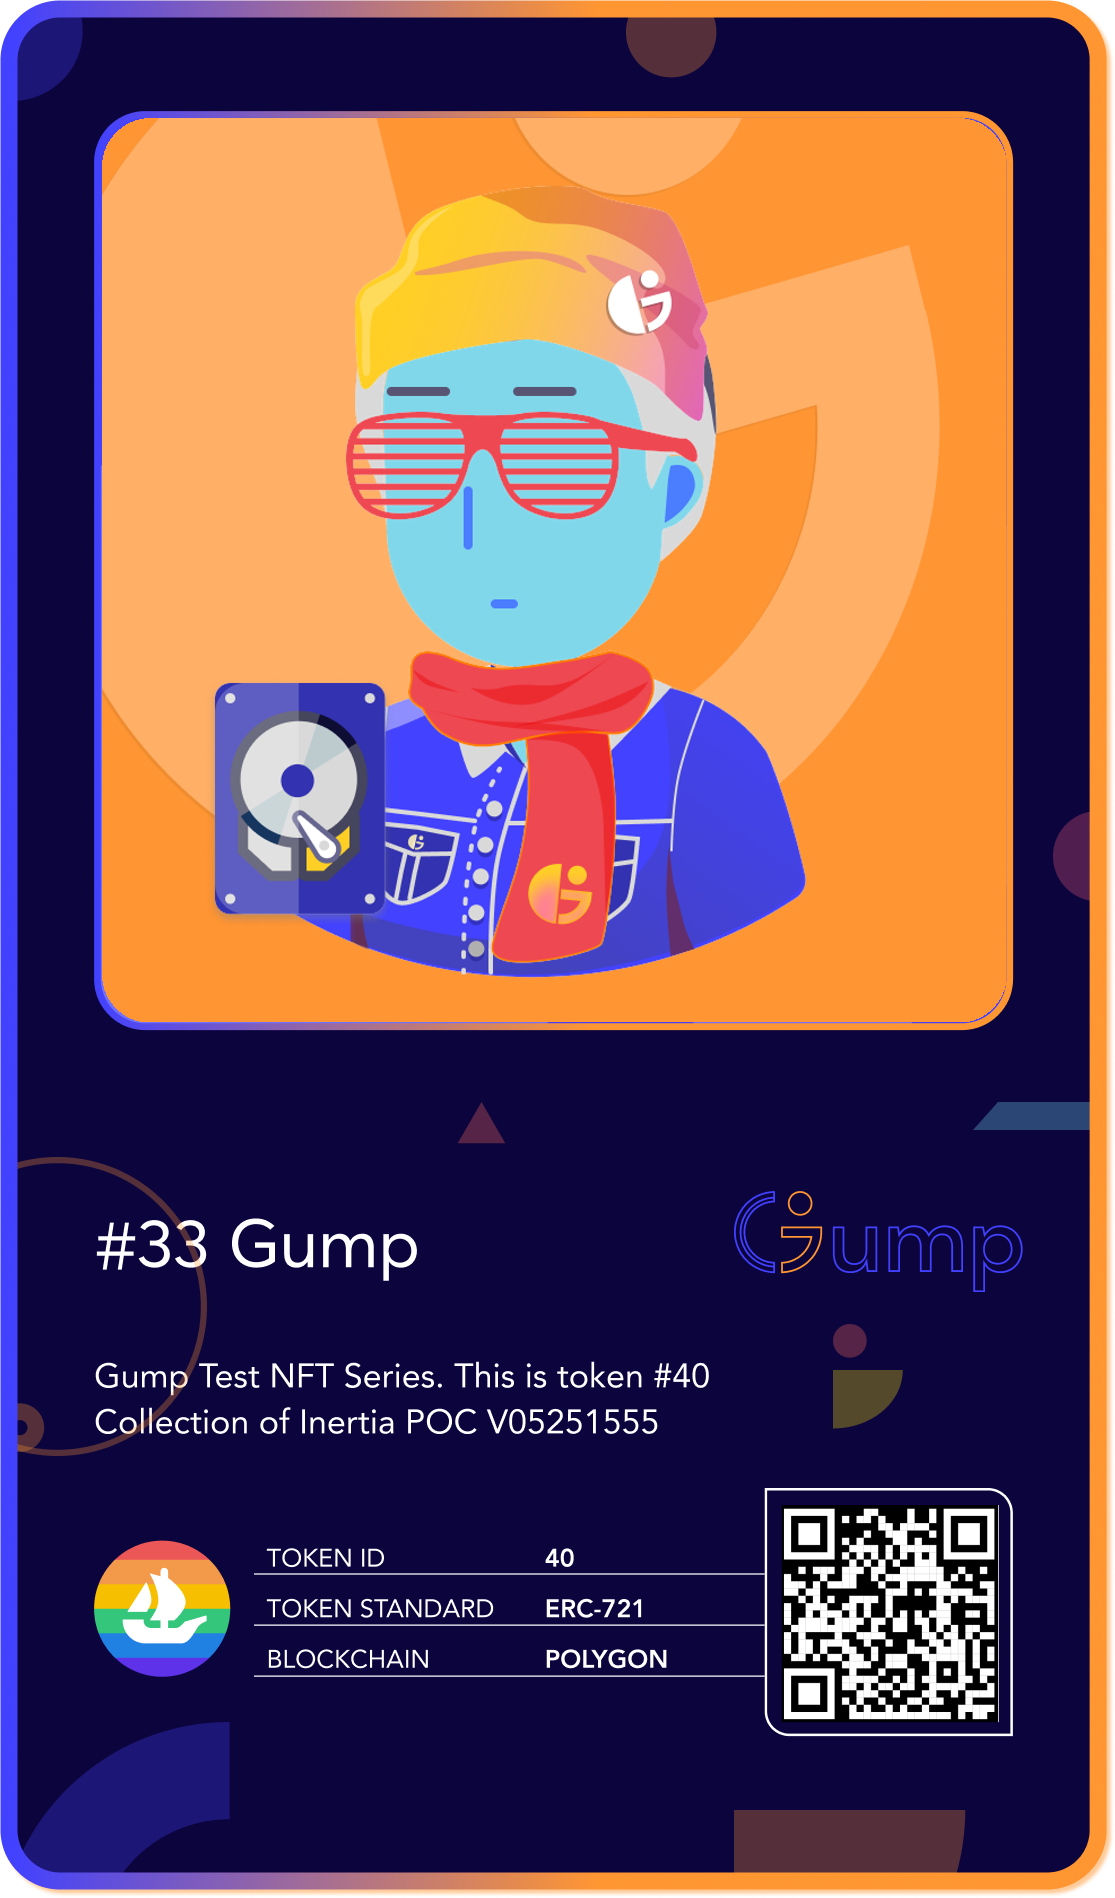 #33 Gump
Gump
Gump Test NFT Series. This is token #40
Collection of Inertia POC V05251555
TOKEN ID 40
TOKEN STANDARD ERC-721
BLOCKCHAIN POLYGON